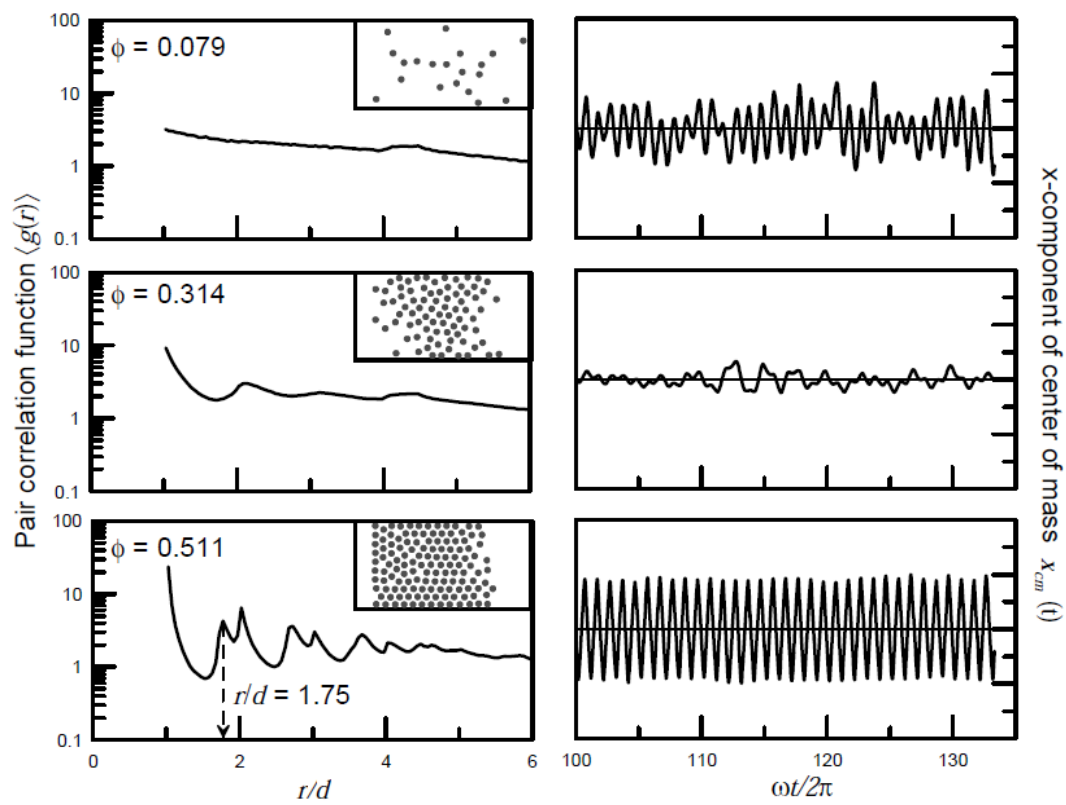 Pair correlation function ⟨g(r)⟩
100
10
1
0.1
ϕ = 0.079
100
10
1
0.1
ϕ = 0.314
100
10
1
0.1
ϕ = 0.511
r/d = 1.75
0 2 4 6
r/d
100 110 120 130
ωt/2π
x-component of center of mass X_cm (t)